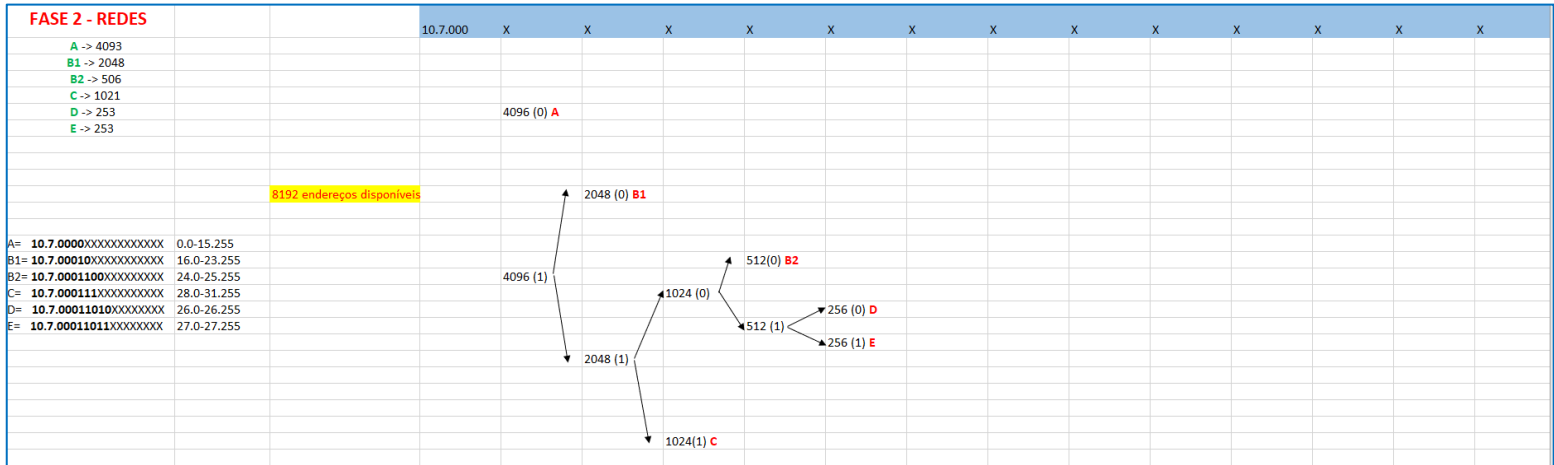 FASE 2 - REDES
10.7.000 X X X X X X X X X X X X X
A -> 4093
B1 -> 2048
B2 -> 506
C -> 1021
D -> 253
E -> 253
4096 (0) A
8192 endereços disponíveis
2048 (0) B1
A= 10.7.0000XXXXXXXXXXXX 0.0-15.255
B1= 10.7.00010XXXXXXXXXXX 16.0-23.255
B2= 10.7.0001100XXXXXXXXX 24.0-25.255
C= 10.7.000111XXXXXXXXXX 28.0-31.255
D= 10.7.00011010XXXXXXXX 26.0-26.255
E= 10.7.00011011XXXXXXXX 27.0-27.255
4096 (1)
512(0) B2
1024 (0)
256 (0) D
512 (1)
256 (1) E
2048 (1)
1024(1) C